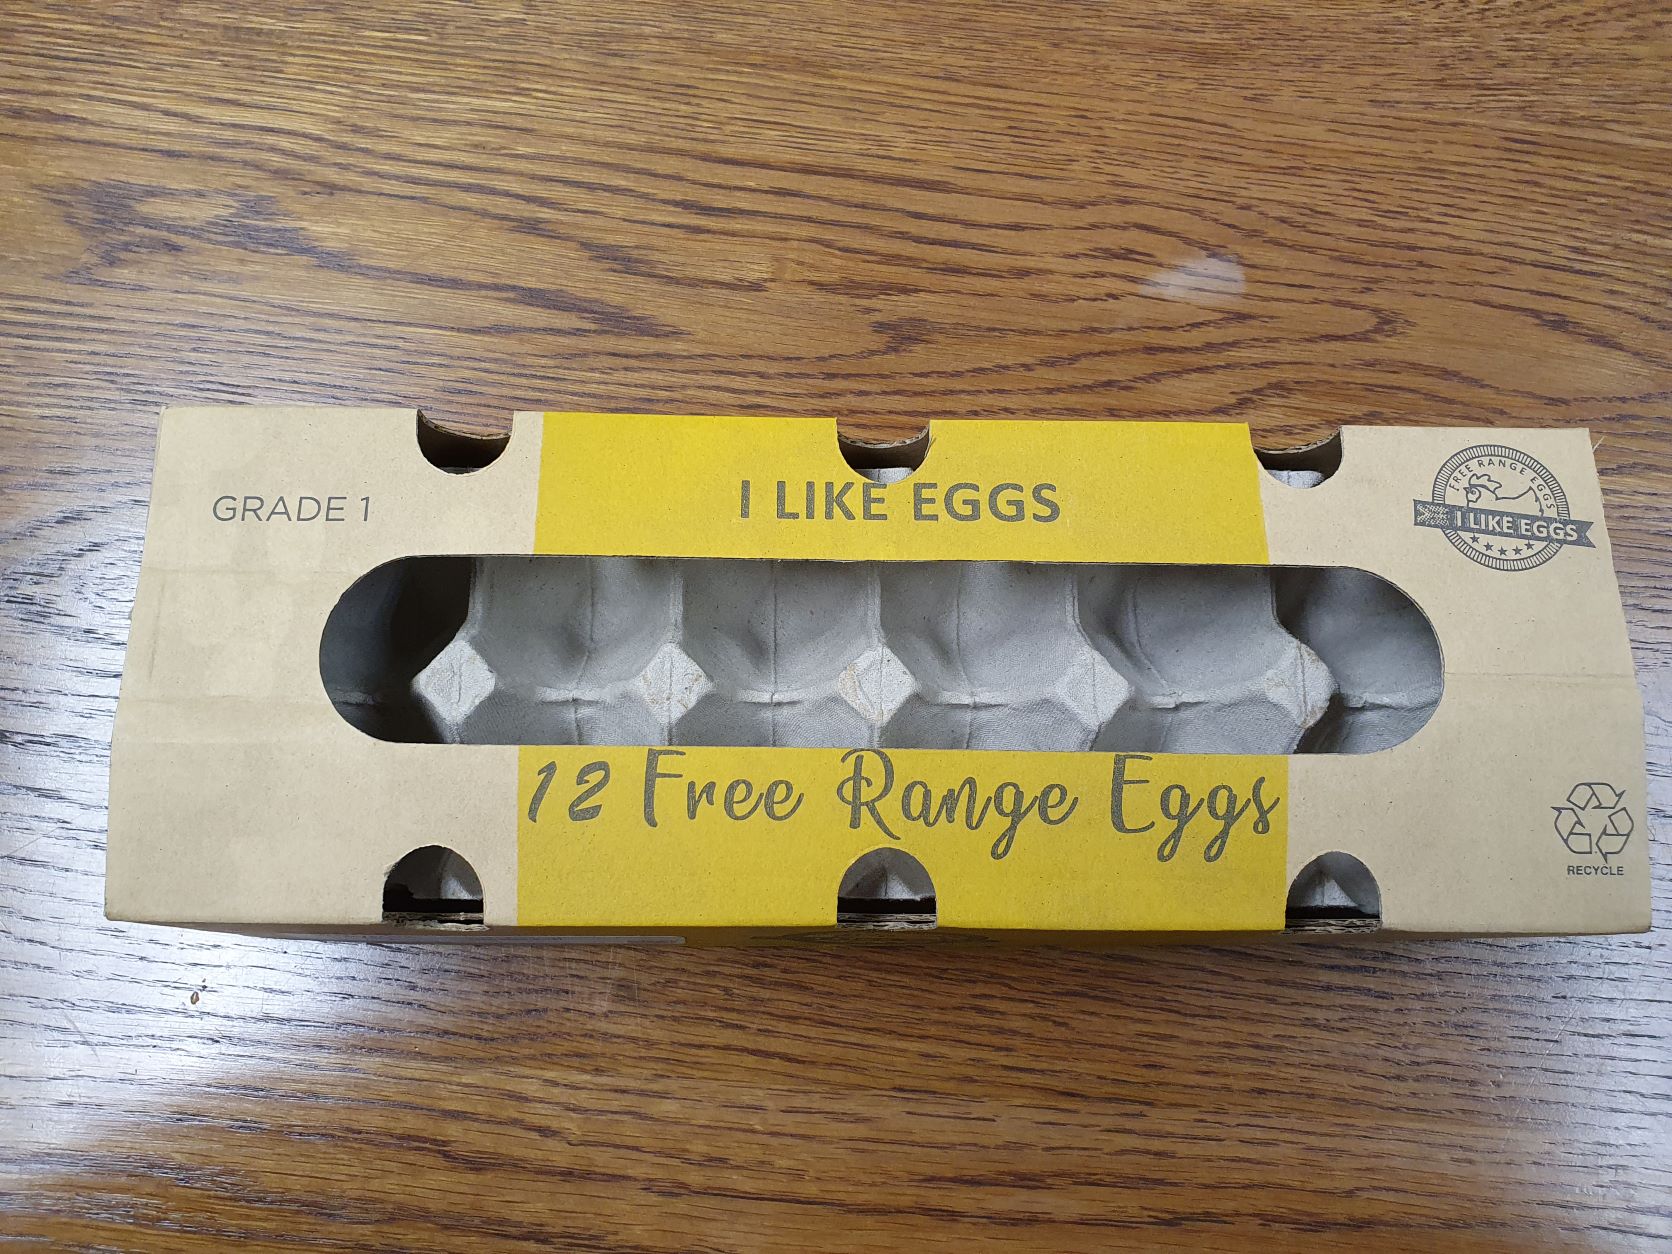 GRADE 1
I LIKE EGGS
FREE RANGE EGGS
I LIKE EGGS
12 Free Range Eggs
RECYCLE